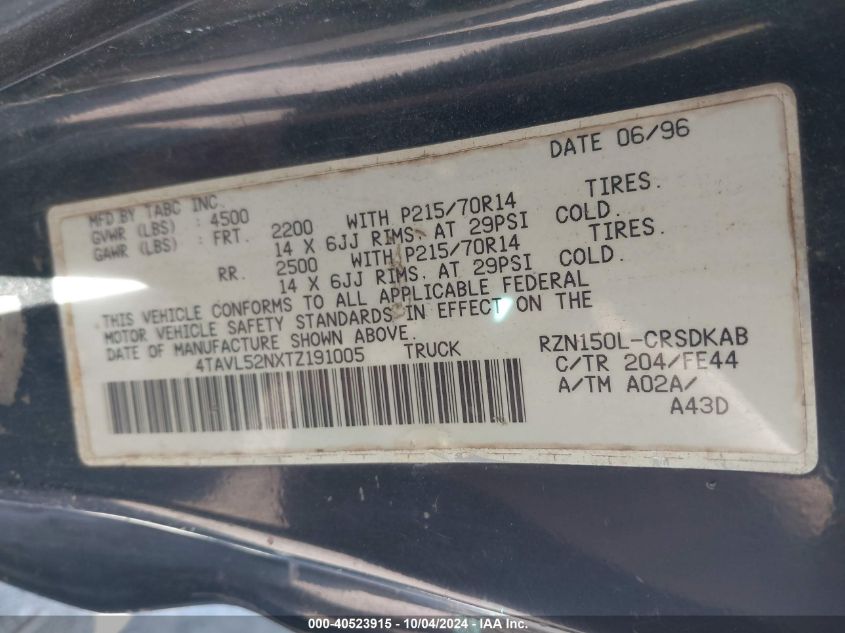 DATE 06/96
MFD BY TABC INC.
GVWR (LBS) : 4500
GAWR (LBS) : FRT. 2200 WITH P215/70R14 TIRES.
14 X 6JJ RIMS. AT 29PSI COLD.
RR. 2500 WITH P215/70R14 TIRES.
14 X 6JJ RIMS. AT 29PSI COLD.
THIS VEHICLE CONFORMS TO ALL APPLICABLE FEDERAL
MOTOR VEHICLE SAFETY STANDARDS IN EFFECT ON THE
DATE OF MANUFACTURE SHOWN ABOVE.
4TAVL52NXTZ191005 TRUCK
RZN150L-CRSDKAB
C/TR 204/FE44
A/TM A02A/
A43D
000-40523915 - 10/04/2024 - IAA Inc.